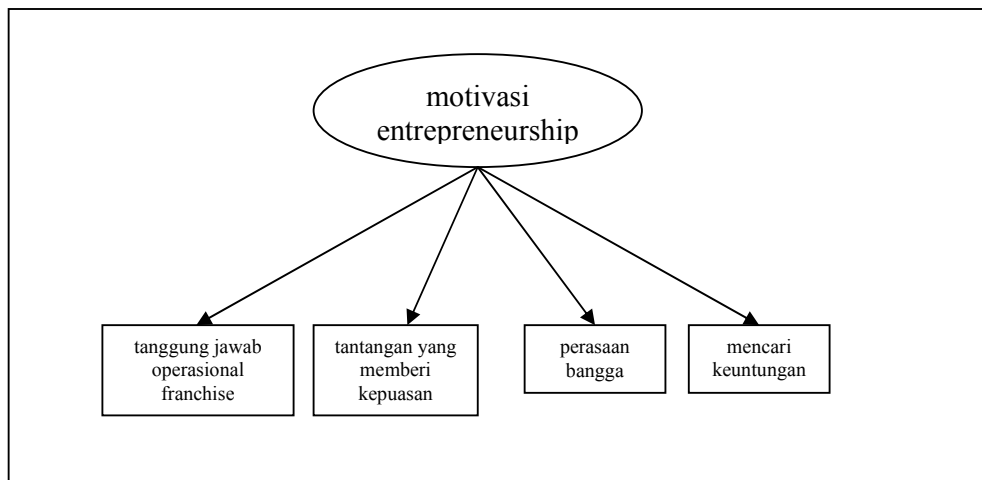 motivasi
entrepreneurship
tanggung jawab
operasional
franchise
tantangan yang
memberi
kepuasan
perasaan
bangga
mencari
keuntungan